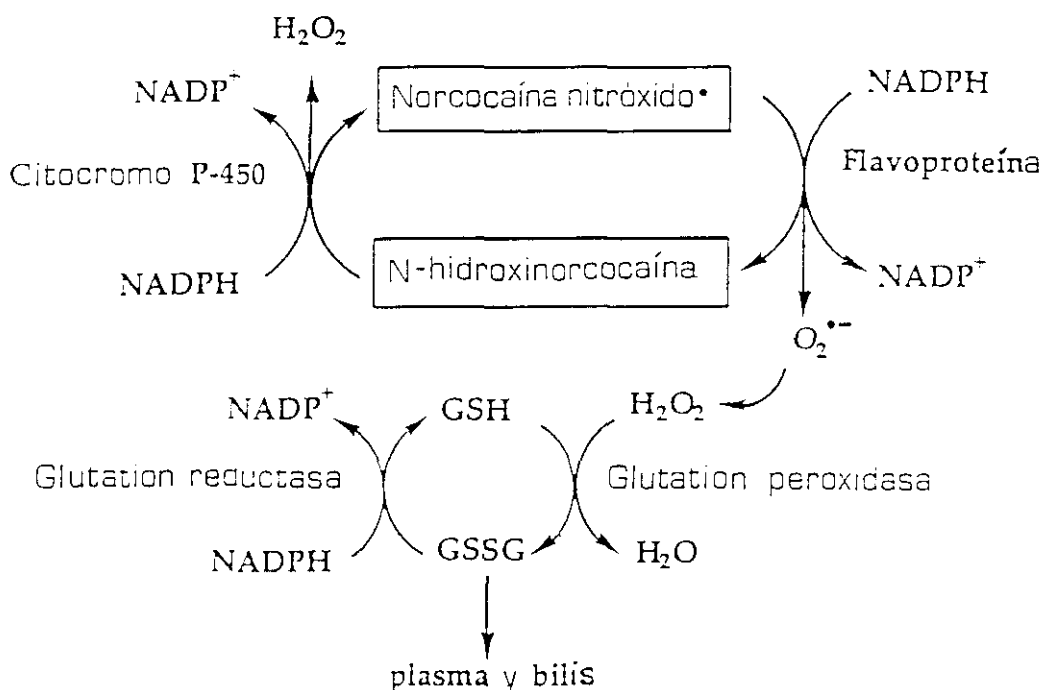 H₂O₂
NADP⁺
Norcocaína nitróxido•
NADPH
Citocromo P-450
Flavoproteína
NADPH
N-hidroxinorcocaína
NADP⁺
O₂•−
NADP⁺
GSH
H₂O₂
Glutation reductasa
Glutation peroxidasa
NADPH
GSSG
H₂O
plasma y bilis